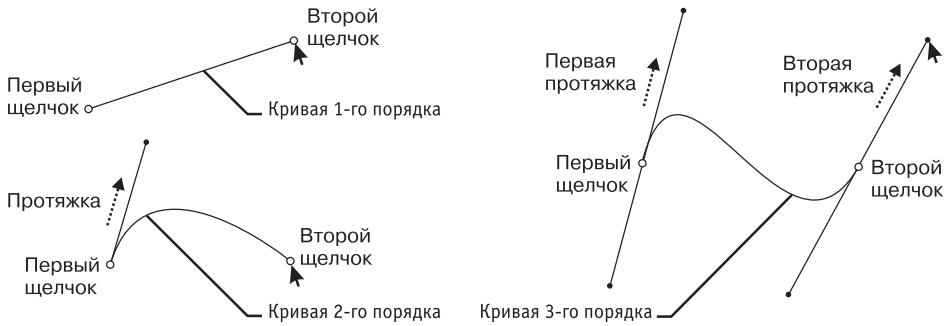 Второй
щелчок
Первый
щелчок
Кривая 1-го порядка
Протяжка
Первый
щелчок
Второй
щелчок
Кривая 2-го порядка
Первая
протяжка
Вторая
протяжка
Первый
щелчок
Второй
щелчок
Кривая 3-го порядка